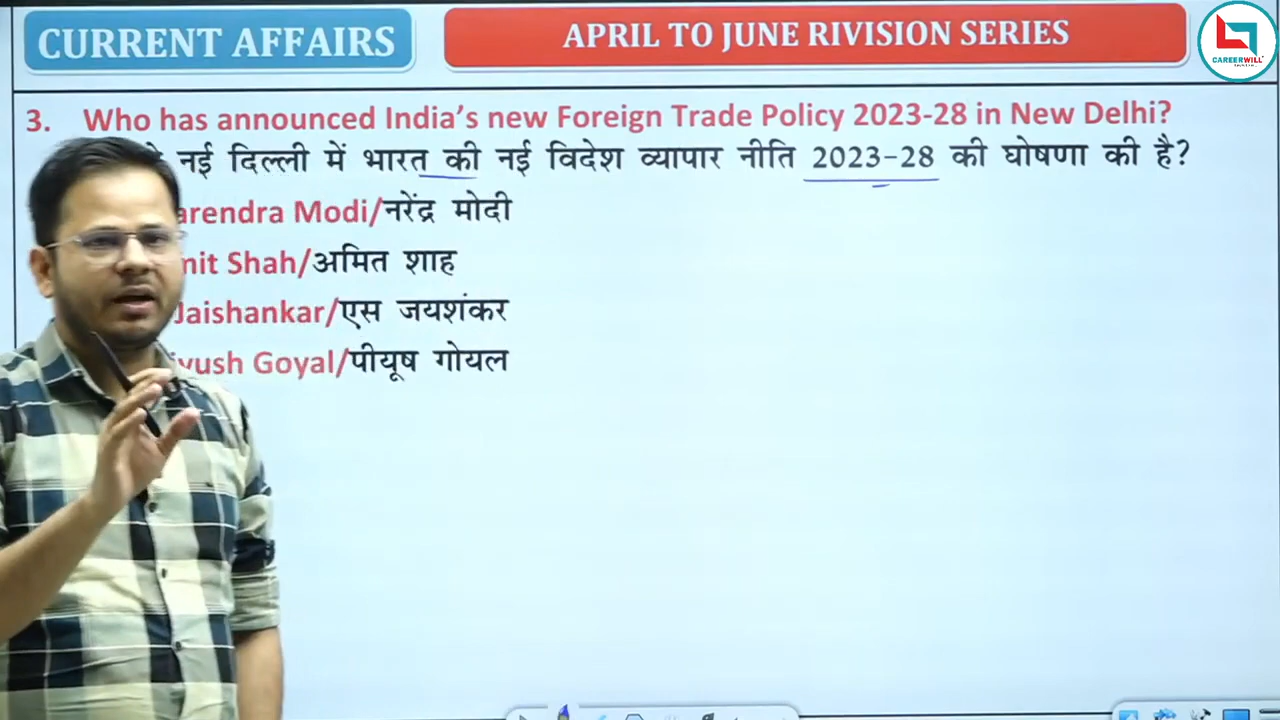 CURRENT AFFAIRS
APRIL TO JUNE RIVISION SERIES
CAREERWILL
3. Who has announced India's new Foreign Trade Policy 2023-28 in New Delhi?
नई दिल्ली में भारत की नई विदेश व्यापार नीति 2023-28 की घोषणा की है?
arendra Modi/नरेंद्र मोदी
mit Shah/अमित शाह
Jaishankar/एस जयशंकर
iyush Goyal/पीयूष गोयल